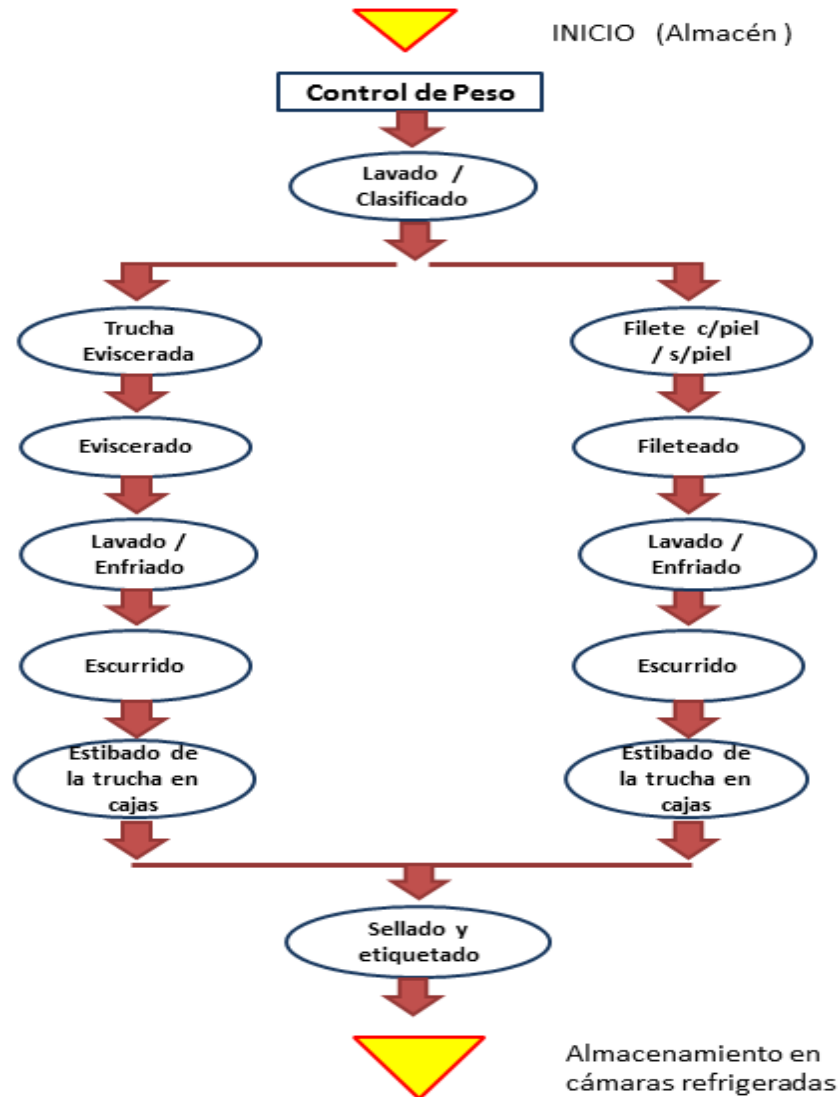 INICIO (Almacén )
Control de Peso
Lavado /
Clasificado
Trucha
Eviscerada
Eviscerado
Lavado /
Enfriado
Escurrido
Estibado de
la trucha en
cajas
Filete c/piel
/ s/piel
Fileteado
Lavado /
Enfriado
Escurrido
Estibado de
la trucha en
cajas
Sellado y
etiquetado
Almacenamiento en
cámaras refrigeradas